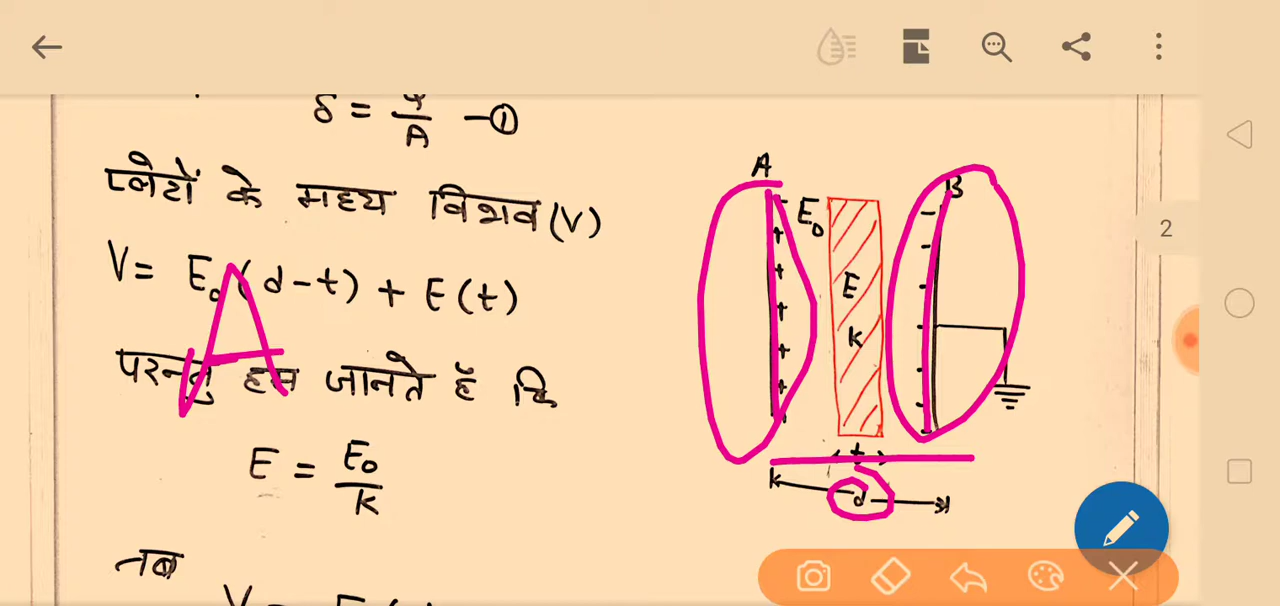 δ = q/A —①
प्लेटों के मध्य विभव (V)
V = E₀(d-t) + E(t)
परन्तु हम जानते हैं कि
E = E₀/k
तब
A
B
E₀
E
k
t
d
A
2